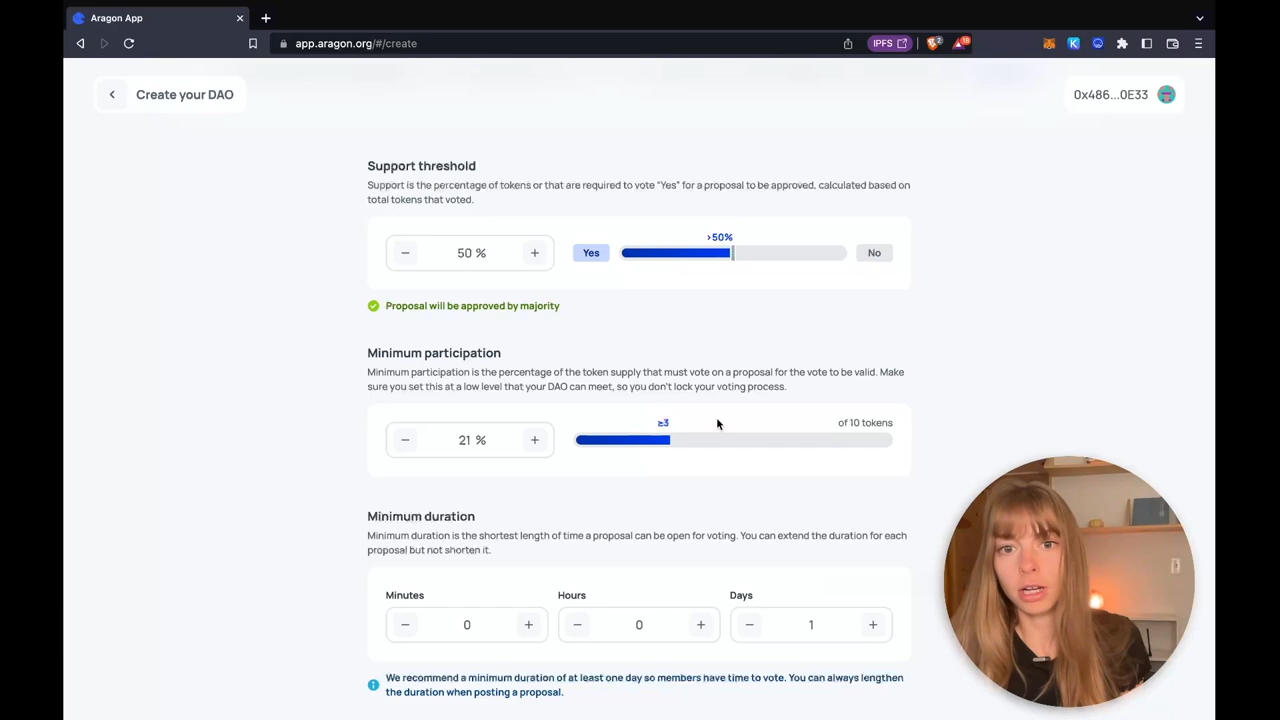 Aragon App
app.aragon.org/#/create
IPFS
2
18
Create your DAO
0x486...0E33
Support threshold
Support is the percentage of tokens or that are required to vote "Yes" for a proposal to be approved, calculated based on
total tokens that voted.
>50%
50 %
Yes
No
Proposal will be approved by majority
Minimum participation
Minimum participation is the percentage of the token supply that must vote on a proposal for the vote to be valid. Make
sure you set this at a low level that your DAO can meet, so you don't lock your voting process.
≥3
of 10 tokens
21 %
Minimum duration
Minimum duration is the shortest length of time a proposal can be open for voting. You can extend the duration for each
proposal but not shorten it.
Minutes
Hours
Days
0
0
1
We recommend a minimum duration of at least one day so members have time to vote. You can always lengthen
the duration when posting a proposal.